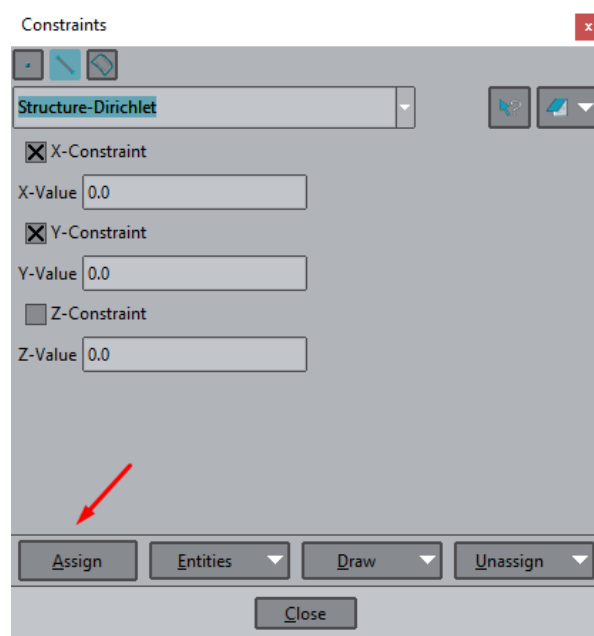 Constraints
x
Structure-Dirichlet
X-Constraint
X-Value 0.0
Y-Constraint
Y-Value 0.0
Z-Constraint
Z-Value 0.0
Assign Entities Draw Unassign
Close